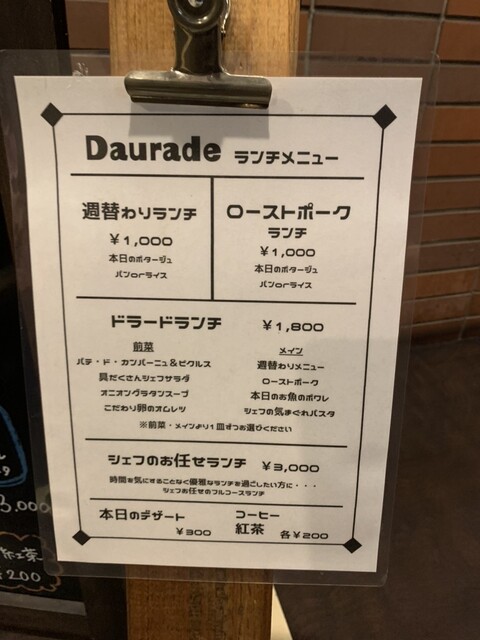 Daurade ランチメニュー
週替わりランチ
￥1,000
本日のポタージュ
パンorライス
ローストポーク
ランチ
￥1,000
本日のポタージュ
パンorライス
ドラードランチ ￥1,800
前菜
パテ・ド・カンパーニュ&ピクルス
具だくさんシェフサラダ
オニオングラタンスープ
こだわり卵のオムレツ
メイン
週替わりメニュー
ローストポーク
本日のお魚のポワレ
シェフの気まぐれパスタ
※前菜・メインより1皿ずつお選びください
シェフのお任せランチ ￥3,000
時間を気にすることなく優雅なランチを過ごしたい方に・・・
シェフお任せのフルコースランチ
本日のデザート
￥300
コーヒー
紅茶 各￥200
3,000
紅茶
200